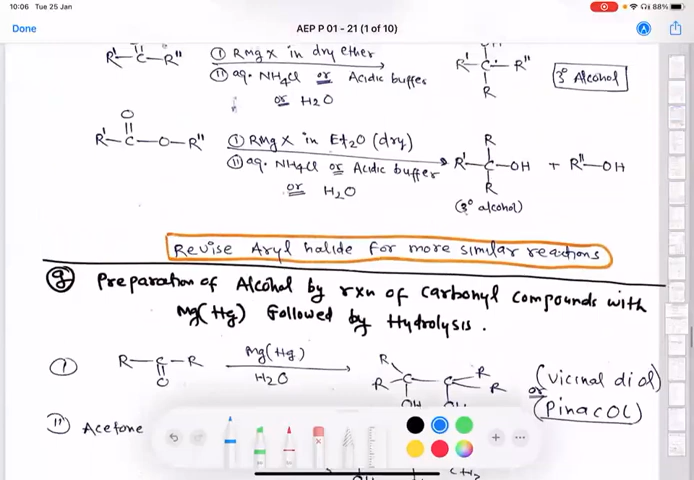 10:06 Tue 25 Jan
88%
Done
AEP P 01 - 21 (1 of 10)
R'-C-R"
(i) RMgX in dry ether
(ii) aq. NH4Cl or Acidic buffer
or H2O
R'-C-R"
R
3° Alcohol
O
R'-C-O-R"
(i) RMgX in Et2O (dry)
(ii) aq. NH4Cl or Acidic buffer
or H2O
R
R'-C-OH + R"-OH
R
(3° alcohol)
Revise Aryl halide for more similar reactions
(g) Preparation of Alcohol by rxn of carbonyl compounds with
Mg(Hg) Followed by Hydrolysis.
(i) R-C-R
O
Mg(Hg)
H2O
R R
R-C-C-R
OH OH
(vicinal diol)
or
(Pinacol)
(ii) Acetone
CH3